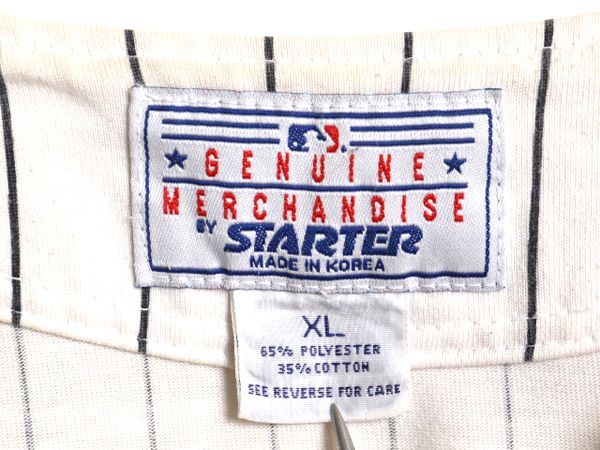 GENUINE
MERCHANDISE
BY STARTER
MADE IN KOREA
XL
65% POLYESTER
35% COTTON
SEE REVERSE FOR CARE